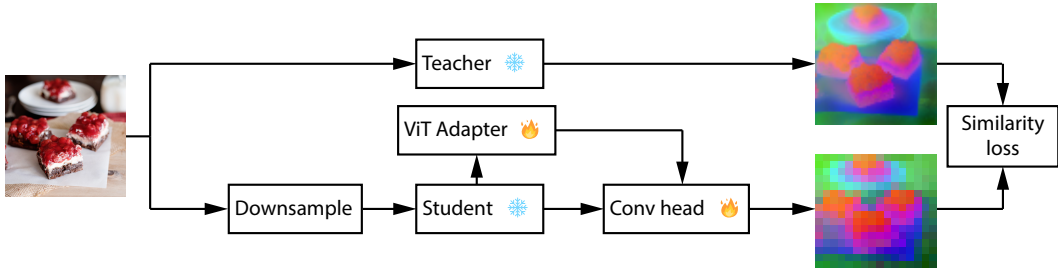 Teacher
ViT Adapter
Similarity
loss
Downsample
Student
Conv head